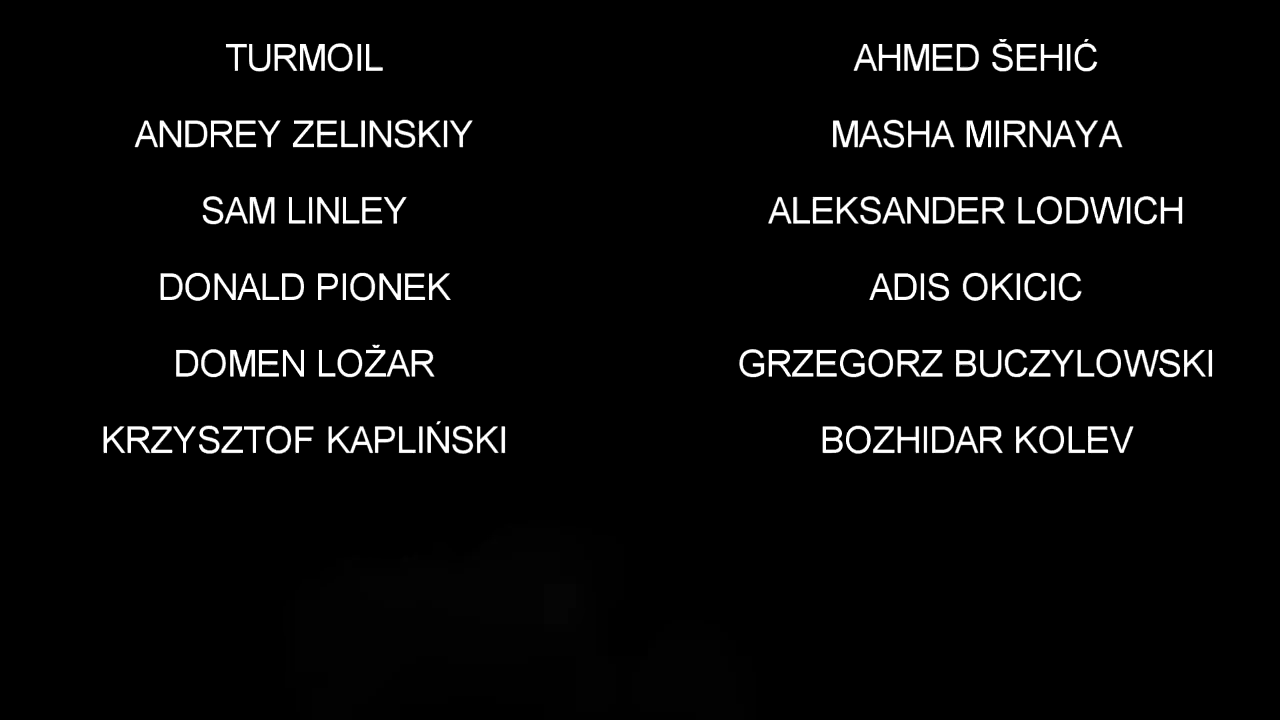 TURMOIL
AHMED ŠEHIĆ
ANDREY ZELINSKIY
MASHA MIRNAYA
SAM LINLEY
ALEKSANDER LODWICH
DONALD PIONEK
ADIS OKICIC
DOMEN LOŽAR
GRZEGORZ BUCZYLOWSKI
KRZYSZTOF KAPLIŃSKI
BOZHIDAR KOLEV